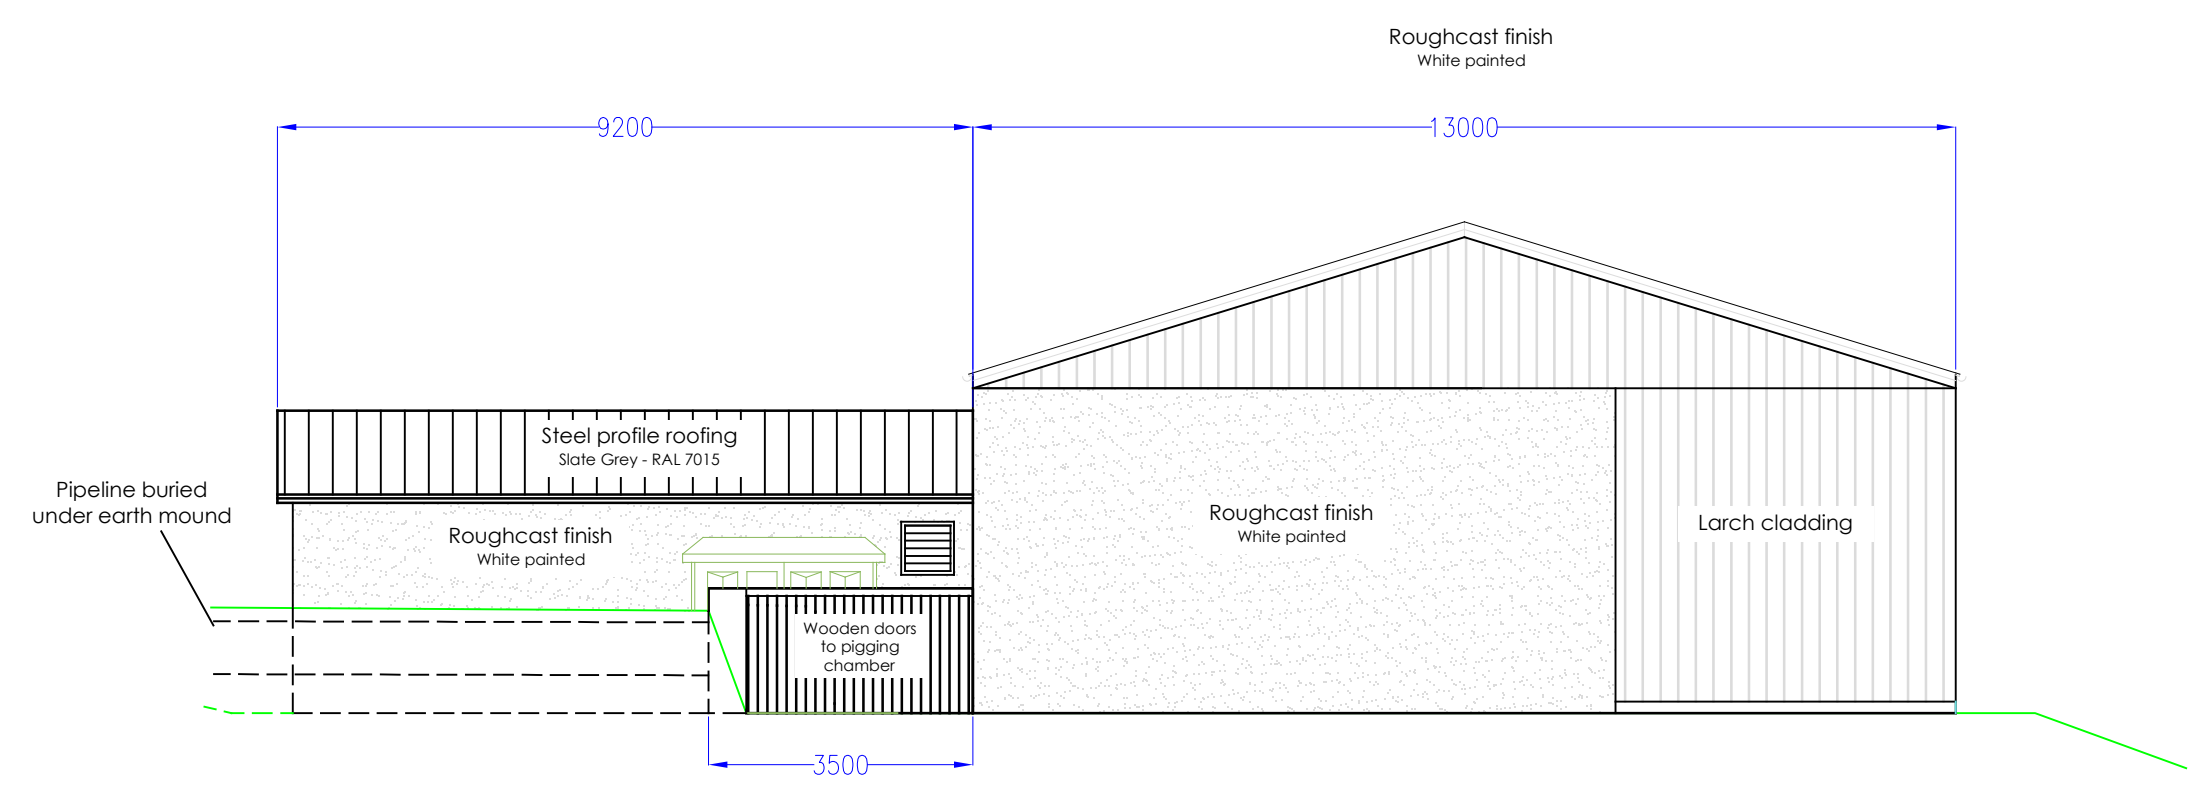 Roughcast finish
White painted
9200
13000
Steel profile roofing
Slate Grey - RAL 7015
Pipeline buried
under earth mound
Roughcast finish
White painted
Roughcast finish
White painted
Larch cladding
Wooden doors
to pigging
chamber
3500